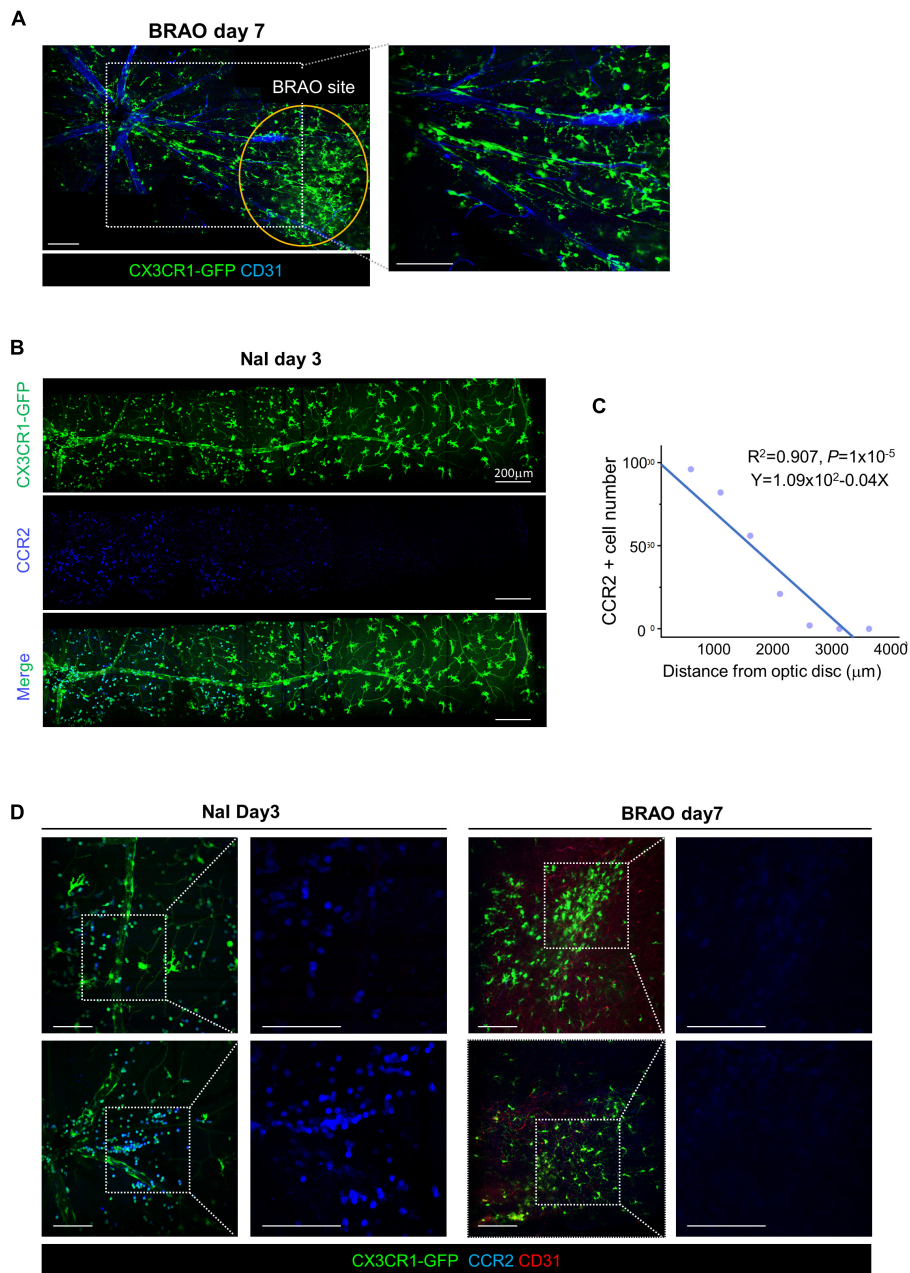 A
BRAO day 7
BRAO site
CX3CR1-GFP CD31
B
NaI day 3
CX3CR1-GFP
200μm
CCR2
Merge
C
R²=0.907, P=1x10⁻⁵
Y=1.09x10²-0.04X
CCR2 + cell number
100
50
0
0
1000 2000 3000 4000
Distance from optic disc (μm)
D
NaI Day3
BRAO day7
CX3CR1-GFP CCR2 CD31